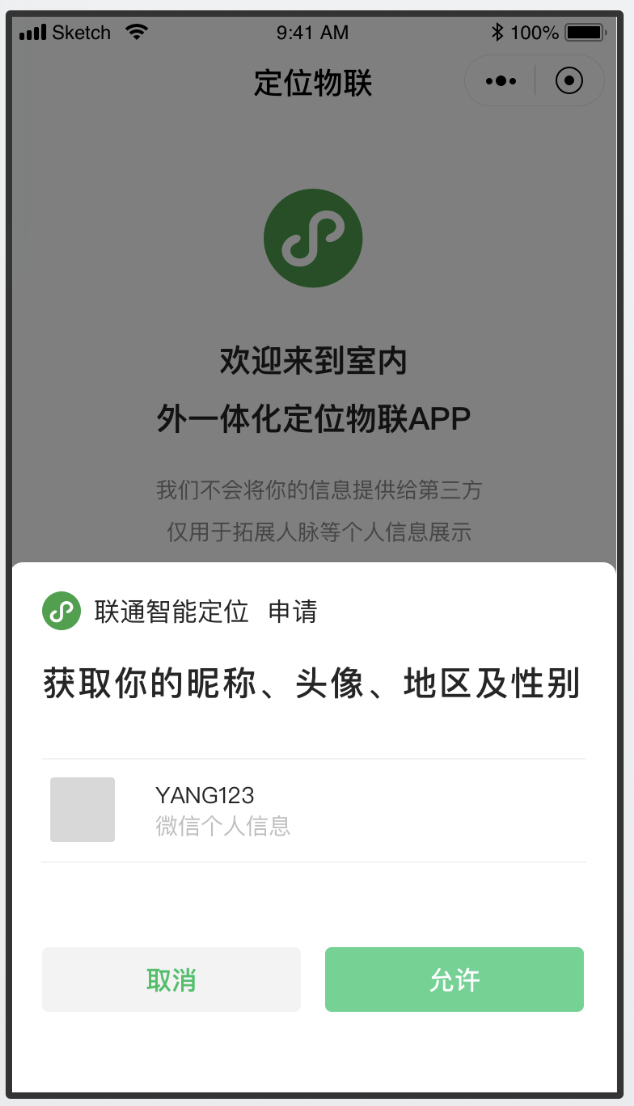 Sketch 9:41 AM 100%
定位物联
欢迎来到室内
外一体化定位物联APP
我们不会将你的信息提供给第三方
仅用于拓展人脉等个人信息展示
联通智能定位 申请
获取你的昵称、头像、地区及性别
YANG123
微信个人信息
取消 允许